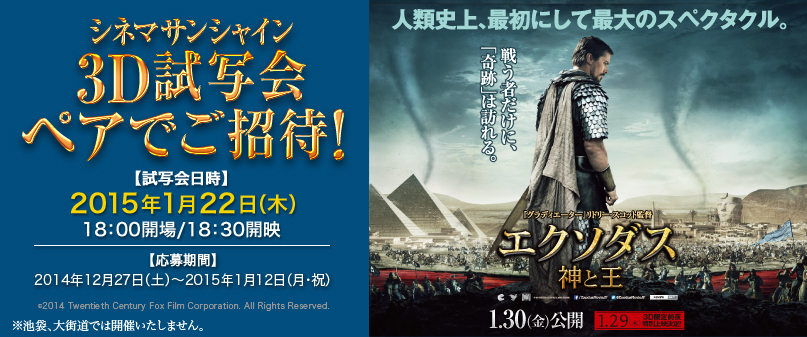 シネマサンシャイン
3D試写会
ペアでご招待!
【試写会日時】
2015年1月22日(木)
18:00開場/18:30開映
【応募期間】
2014年12月27日(土)～2015年1月12日(月・祝)
©2014 Twentieth Century Fox Film Corporation. All Rights Reserved.
※池袋、大街道では開催いたしません。
人類史上、最初にして最大のスペクタクル。
戦う者だけに、
「奇跡」は訪れる。
「グラディエーター」リドリー・スコット監督
エクソダス
神と王
1.30(金)公開
1.29